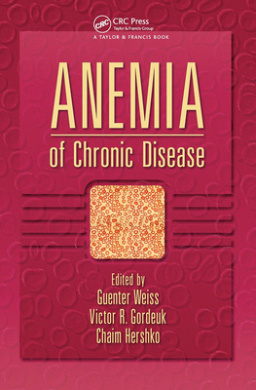 CRC
CRC Press
Taylor & Francis Group
A TAYLOR & FRANCIS BOOK
ANEMIA
of Chronic Disease
Edited by
Guenter Weiss
Victor R. Gordeuk
Chaim Hershko